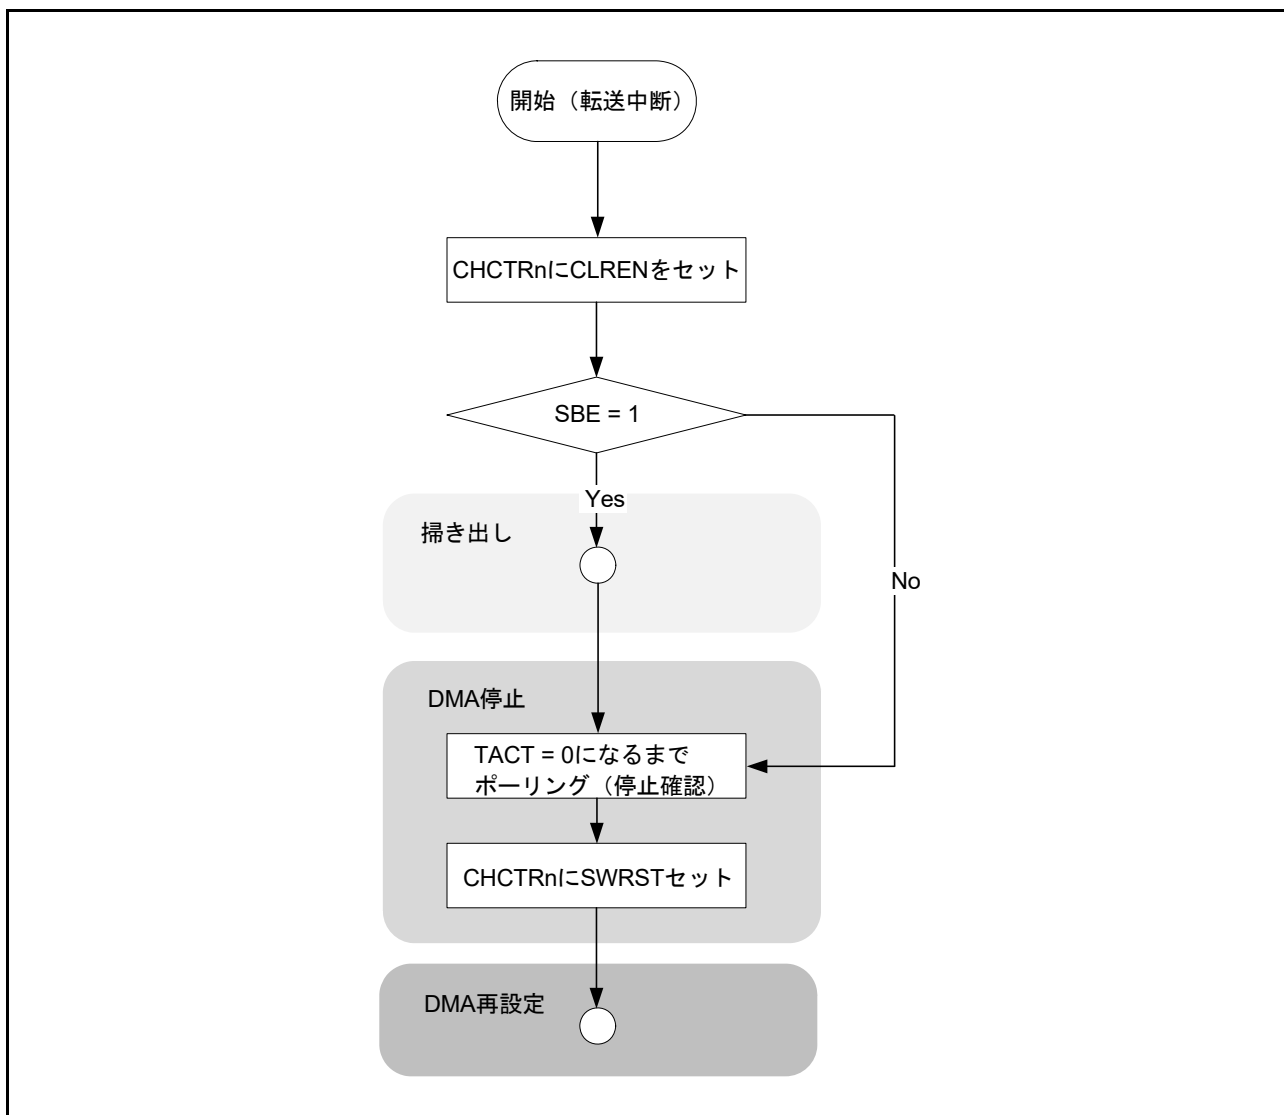 開始（転送中断）
CHCTRnにCLRENをセット
SBE = 1
Yes
掃き出し
No
DMA停止
TACT = 0になるまで
ポーリング（停止確認）
CHCTRnにSWRSTセット
DMA再設定